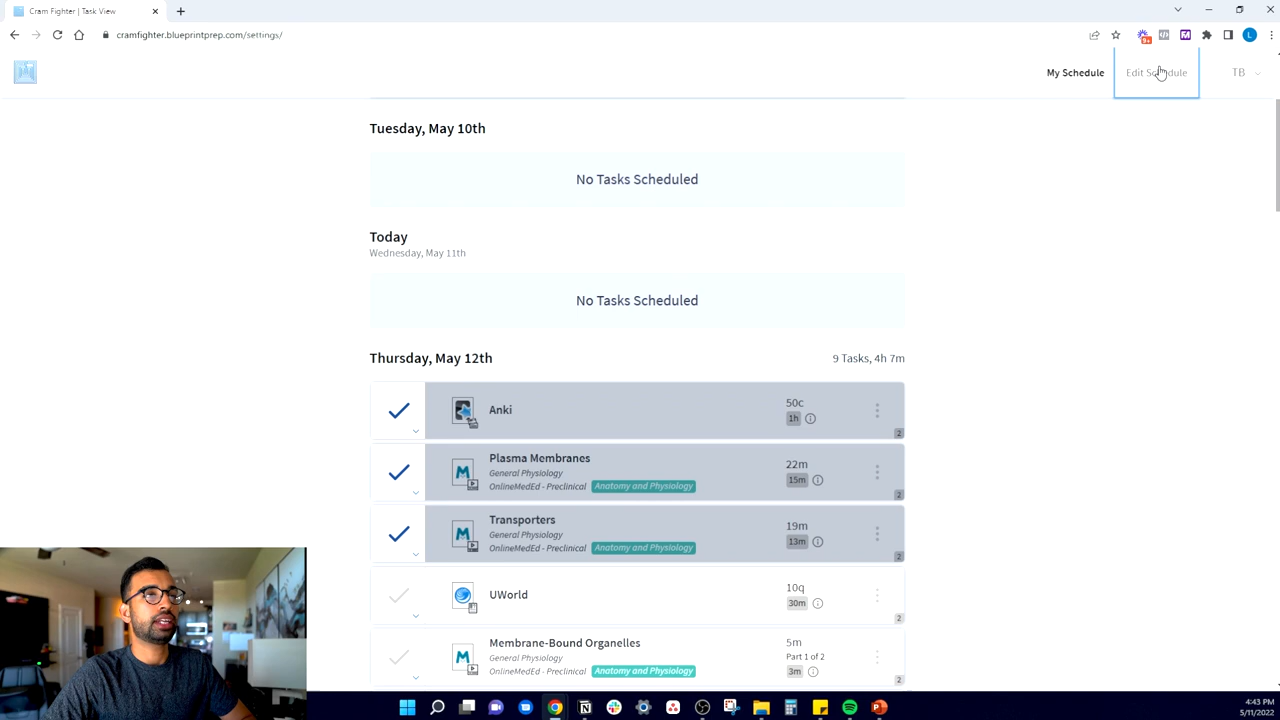 Cram Fighter | Task View
cramfighter.blueprintprep.com/settings/
My Schedule
Edit Schedule
TB
Tuesday, May 10th
No Tasks Scheduled
Today
Wednesday, May 11th
No Tasks Scheduled
Thursday, May 12th
9 Tasks, 4h 7m
Anki
50c
1h
2
Plasma Membranes
General Physiology
OnlineMedEd - Preclinical Anatomy and Physiology
22m
15m
2
Transporters
General Physiology
OnlineMedEd - Preclinical Anatomy and Physiology
19m
13m
2
UWorld
10q
30m
2
Membrane-Bound Organelles
General Physiology
OnlineMedEd - Preclinical Anatomy and Physiology
5m
Part 1 of 2
3m
2
4:43 PM
5/11/2022